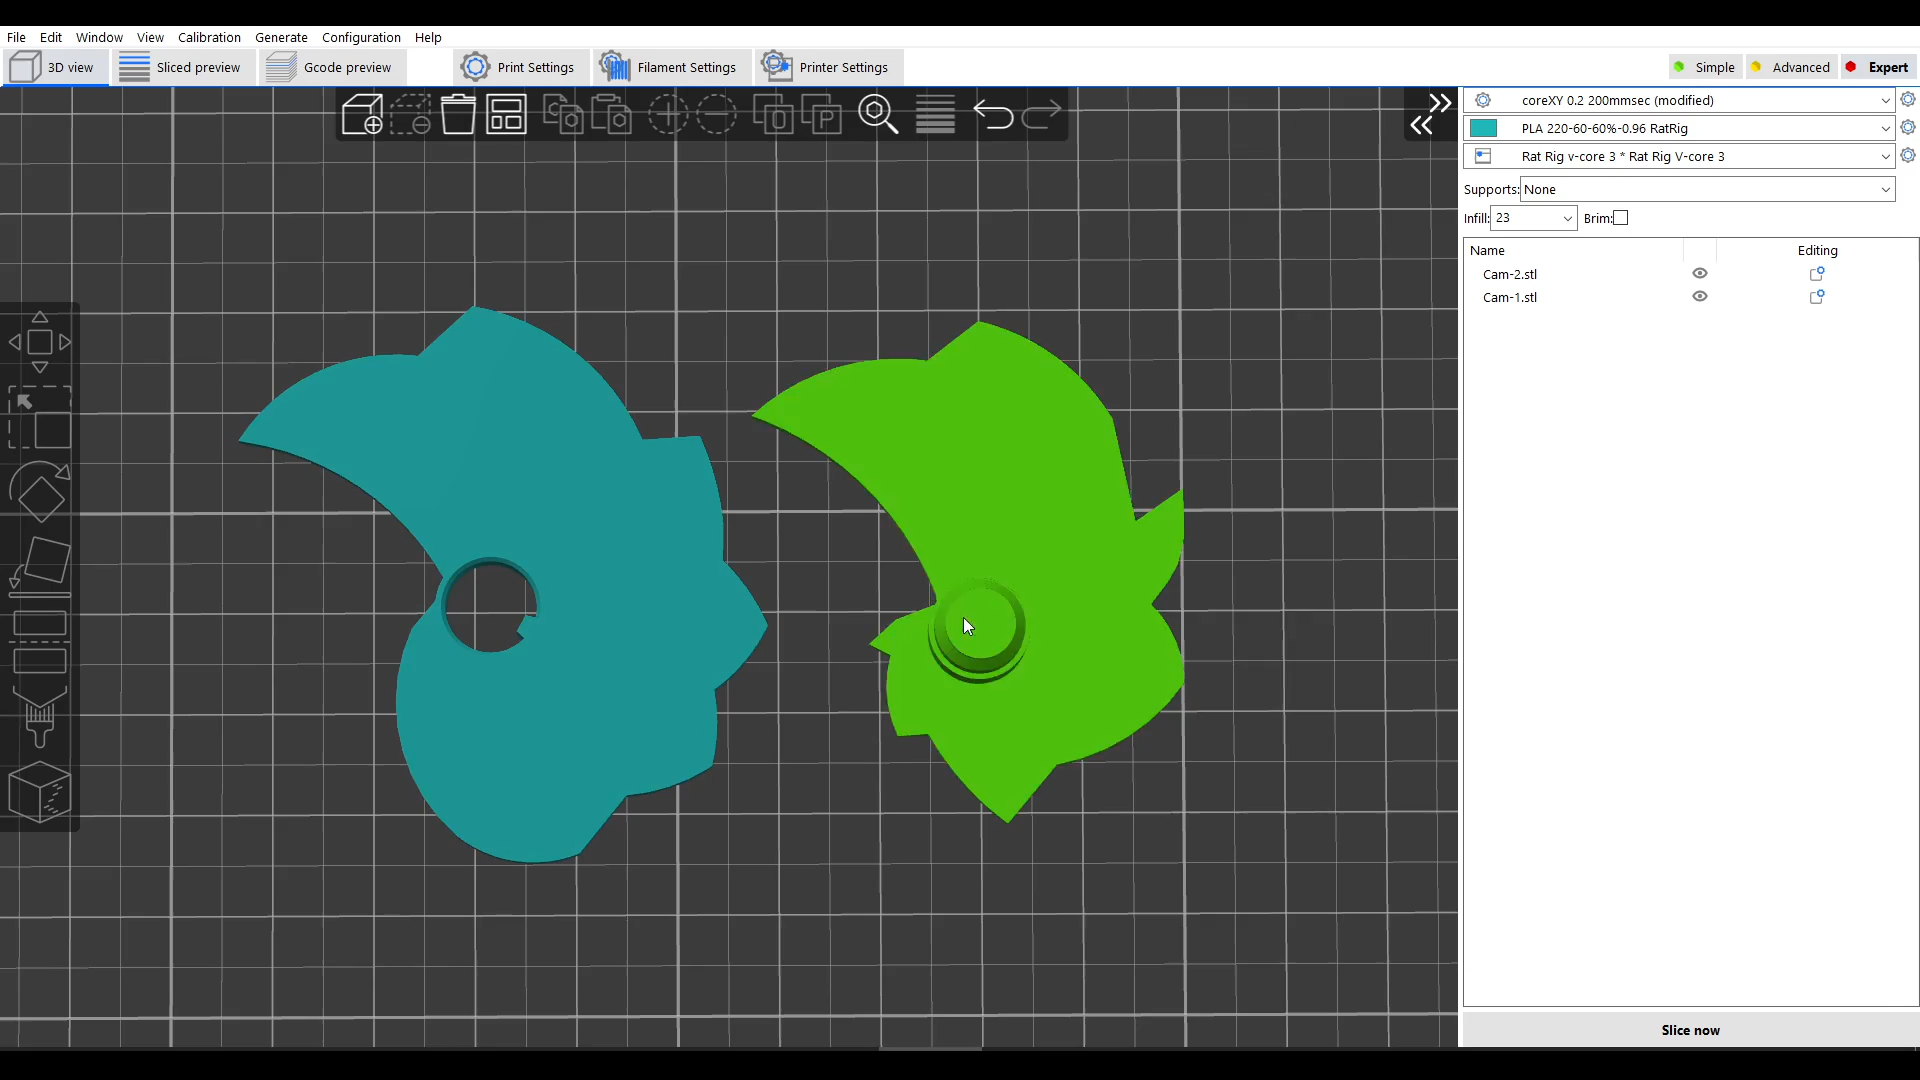 File Edit Window View Calibration Generate Configuration Help
3D view Sliced preview Gcode preview Print Settings Filament Settings Printer Settings Simple Advanced Expert
coreXY 0.2 200mmsec (modified)
PLA 220-60-60%-0.96 RatRig
Rat Rig v-core 3 * Rat Rig V-core 3
Supports: None
Infill: 23 Brim:
Name Editing
Cam-2.stl
Cam-1.stl
Slice now